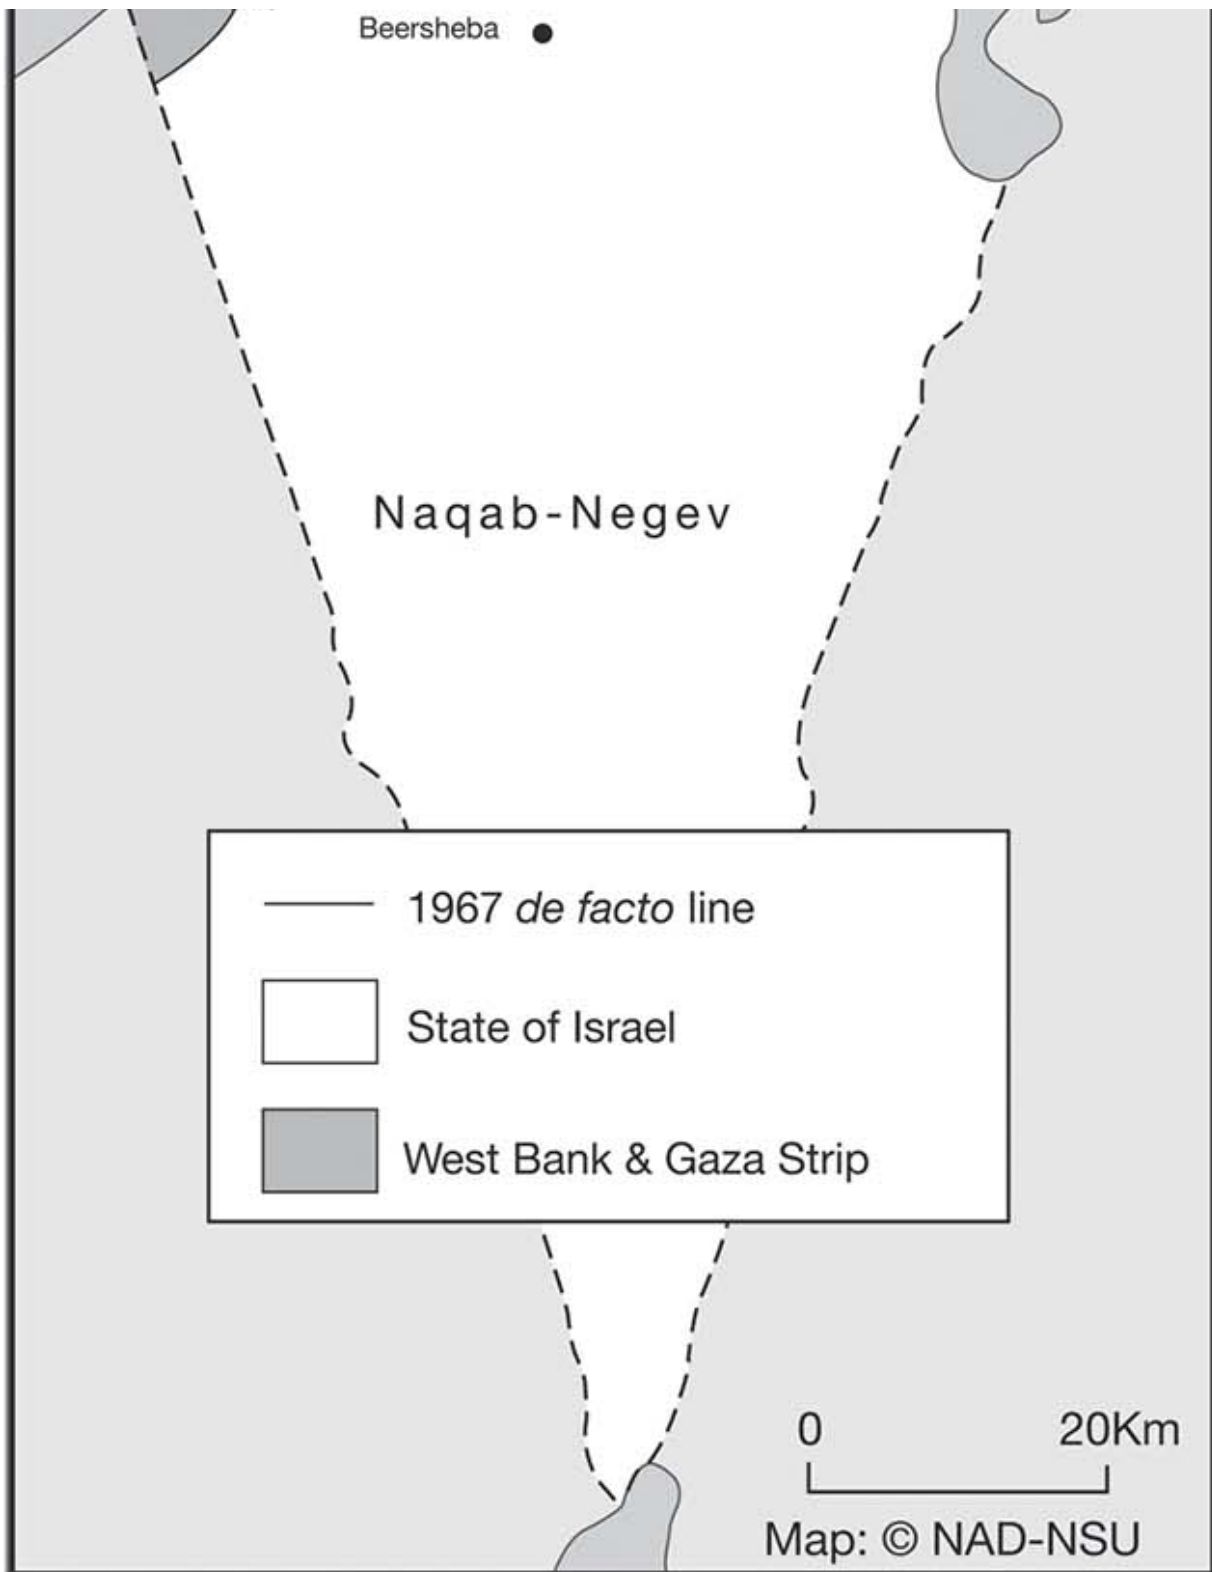 Beersheba
Naqab-Negev
1967 de facto line
State of Israel
West Bank & Gaza Strip
0 20Km
Map: © NAD-NSU